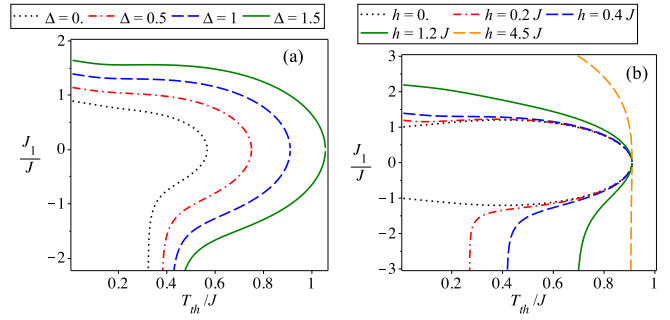 Δ = 0. Δ = 0.5 Δ = 1 Δ = 1.5
(a)
2
1
0
−1
−2
J₁/J
0.2 0.4 0.6 0.8 1
T_th/J
h = 0. h = 0.2 J h = 0.4 J
h = 1.2 J h = 4.5 J
(b)
3
2
1
0
−1
−2
−3
J₁/J
0.2 0.4 0.6 0.8 1
T_th/J